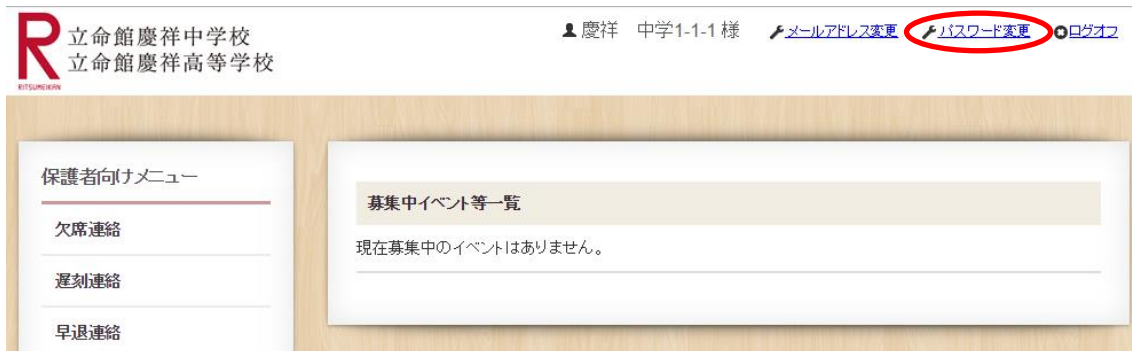 立命館慶祥中学校
立命館慶祥高等学校
RITSUMEIKAN
慶祥　中学1-1-1 様 メールアドレス変更 パスワード変更 ログオフ
保護者向けメニュー
欠席連絡
遅刻連絡
早退連絡
募集中イベント等一覧
現在募集中のイベントはありません。